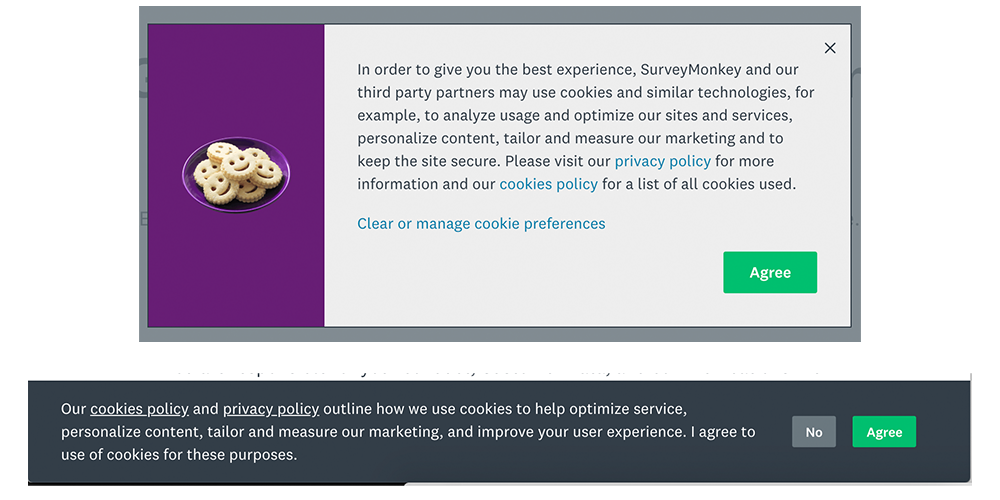 In order to give you the best experience, SurveyMonkey and our
third party partners may use cookies and similar technologies, for
example, to analyze usage and optimize our sites and services,
personalize content, tailor and measure our marketing and to
keep the site secure. Please visit our privacy policy for more
information and our cookies policy for a list of all cookies used.
Clear or manage cookie preferences
Agree
Our cookies policy and privacy policy outline how we use cookies to help optimize service,
personalize content, tailor and measure our marketing, and improve your user experience. I agree to
use of cookies for these purposes.
No
Agree